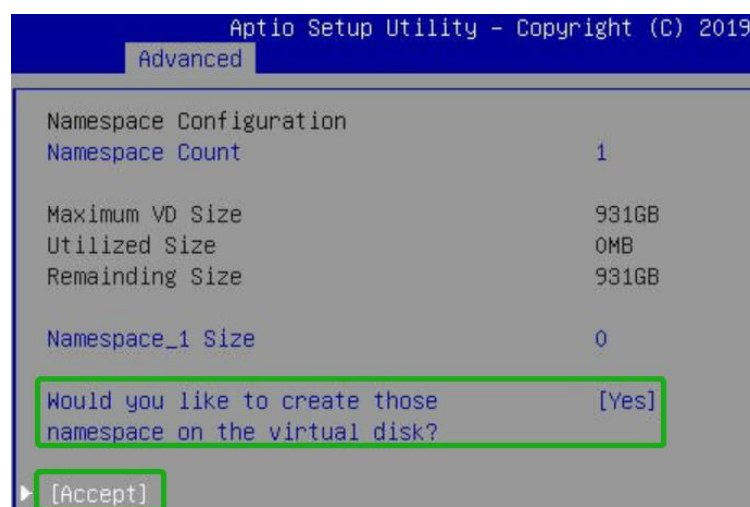 Aptio Setup Utility – Copyright (C) 2019
Advanced
Namespace Configuration
Namespace Count 1
Maximum VD Size 931GB
Utilized Size 0MB
Remainding Size 931GB
Namespace_1 Size 0
Would you like to create those [Yes]
namespace on the virtual disk?
[Accept]